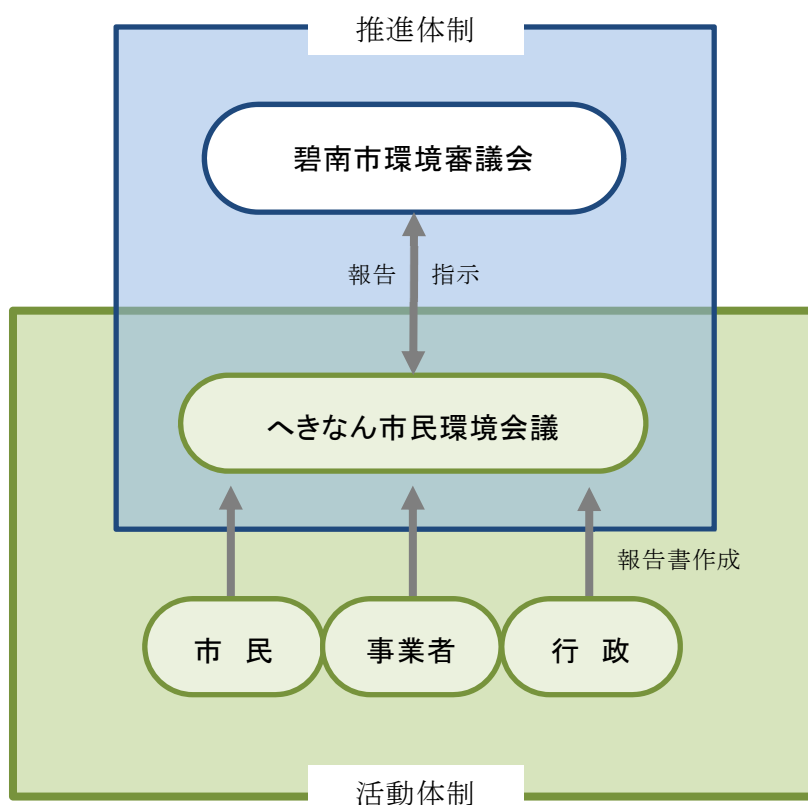 推進体制
碧南市環境審議会
報告 指示
へきなん市民環境会議
報告書作成
市 民 事業者 行 政
活動体制